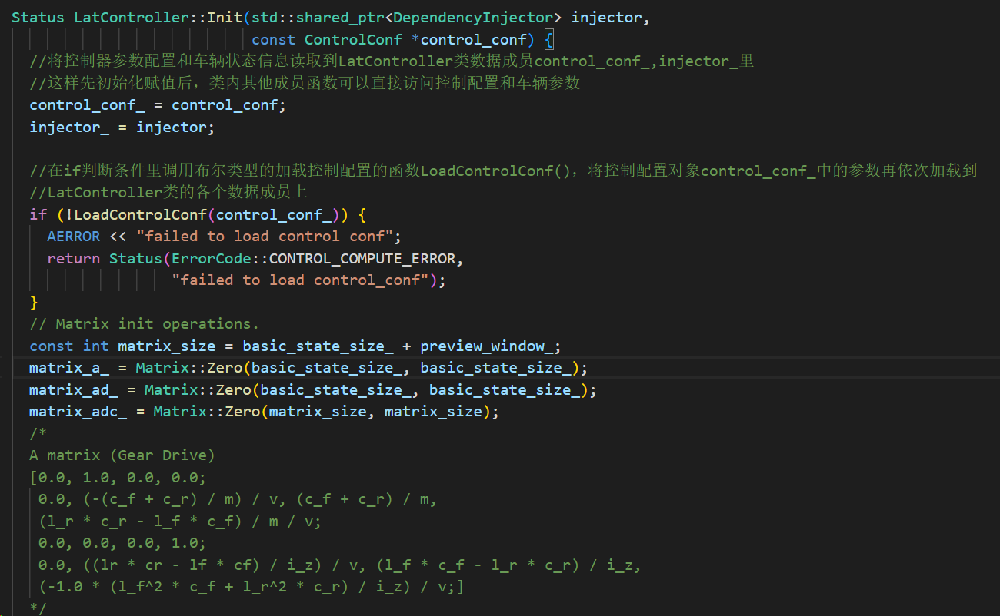 Status LatController::Init(std::shared_ptr<DependencyInjector> injector,
const ControlConf *control_conf) {
//将控制器参数配置和车辆状态信息读取到LatController类数据成员control_conf_,injector_里
//这样先初始化赋值后，类内其他成员函数可以直接访问控制配置和车辆参数
control_conf_ = control_conf;
injector_ = injector;
//在if判断条件里调用布尔类型的加载控制配置的函数LoadControlConf()，将控制配置对象control_conf_中的参数再依次加载到
//LatController类的各个数据成员上
if (!LoadControlConf(control_conf_)) {
AERROR << "failed to load control conf";
return Status(ErrorCode::CONTROL_COMPUTE_ERROR,
"failed to load control_conf");
}
// Matrix init operations.
const int matrix_size = basic_state_size_ + preview_window_;
matrix_a_ = Matrix::Zero(basic_state_size_, basic_state_size_);
matrix_ad_ = Matrix::Zero(basic_state_size_, basic_state_size_);
matrix_adc_ = Matrix::Zero(matrix_size, matrix_size);
/*
A matrix (Gear Drive)
[0.0, 1.0, 0.0, 0.0;
0.0, (-(c_f + c_r) / m) / v, (c_f + c_r) / m,
(l_r * c_r - l_f * c_f) / m / v;
0.0, 0.0, 0.0, 1.0;
0.0, ((lr * cr - lf * cf) / i_z) / v, (l_f * c_f - l_r * c_r) / i_z,
(-1.0 * (l_f^2 * c_f + l_r^2 * c_r) / i_z) / v;]
*/